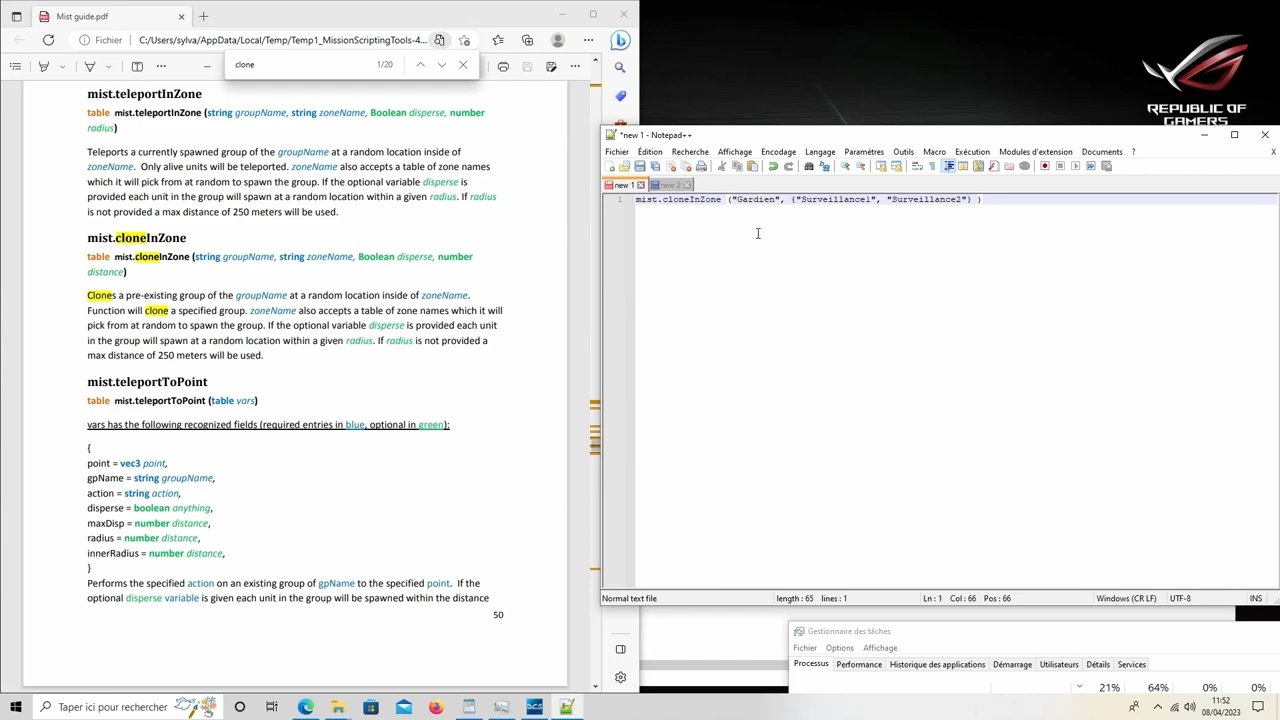 Mist guide.pdf
Fichier
C:/Users/sylva/AppData/Local/Temp/Temp1_MissionScriptingTools-4...
clone
1/20
mist.teleportInZone
table mist.teleportInZone (string groupName, string zoneName, Boolean disperse, number
radius)
Teleports a currently spawned group of the groupName at a random location inside of
zoneName. Only alive units will be teleported. zoneName also accepts a table of zone names
which it will pick from at random to spawn the group. If the optional variable disperse is
provided each unit in the group will spawn at a random location within a given radius. If radius
is not provided a max distance of 250 meters will be used.
mist.cloneInZone
table mist.cloneInZone (string groupName, string zoneName, Boolean disperse, number
distance)
Clones a pre-existing group of the groupName at a random location inside of zoneName.
Function will clone a specified group. zoneName also accepts a table of zone names which it will
pick from at random to spawn the group. If the optional variable disperse is provided each unit
in the group will spawn at a random location within a given radius. If radius is not provided a
max distance of 250 meters will be used.
mist.teleportToPoint
table mist.teleportToPoint (table vars)
vars has the following recognized fields (required entries in blue, optional in green):
{
point = vec3 point,
gpName = string groupName,
action = string action,
disperse = boolean anything,
maxDisp = number distance,
radius = number distance,
innerRadius = number distance,
}
Performs the specified action on an existing group of gpName to the specified point. If the
optional disperse variable is given each unit in the group will be spawned within the distance
50
REPUBLIC OF
GAMERS
*new 1 - Notepad++
Fichier Édition Recherche Affichage Encodage Langage Paramètres Outils Macro Exécution Modules d'extension Documents ? X
new 1 new 2
1 mist.cloneInZone ("Gardien", {"Surveillance1", "Surveillance2"} )
Normal text file length : 65 lines : 1 Ln : 1 Col : 66 Pos : 66 Windows (CR LF) UTF-8 INS
Gestionnaire des tâches
Fichier Options Affichage
Processus Performance Historique des applications Démarrage Utilisateurs Détails Services
21% 64% 0% 0%
Taper ici pour rechercher
DCS
11:52
08/04/2023